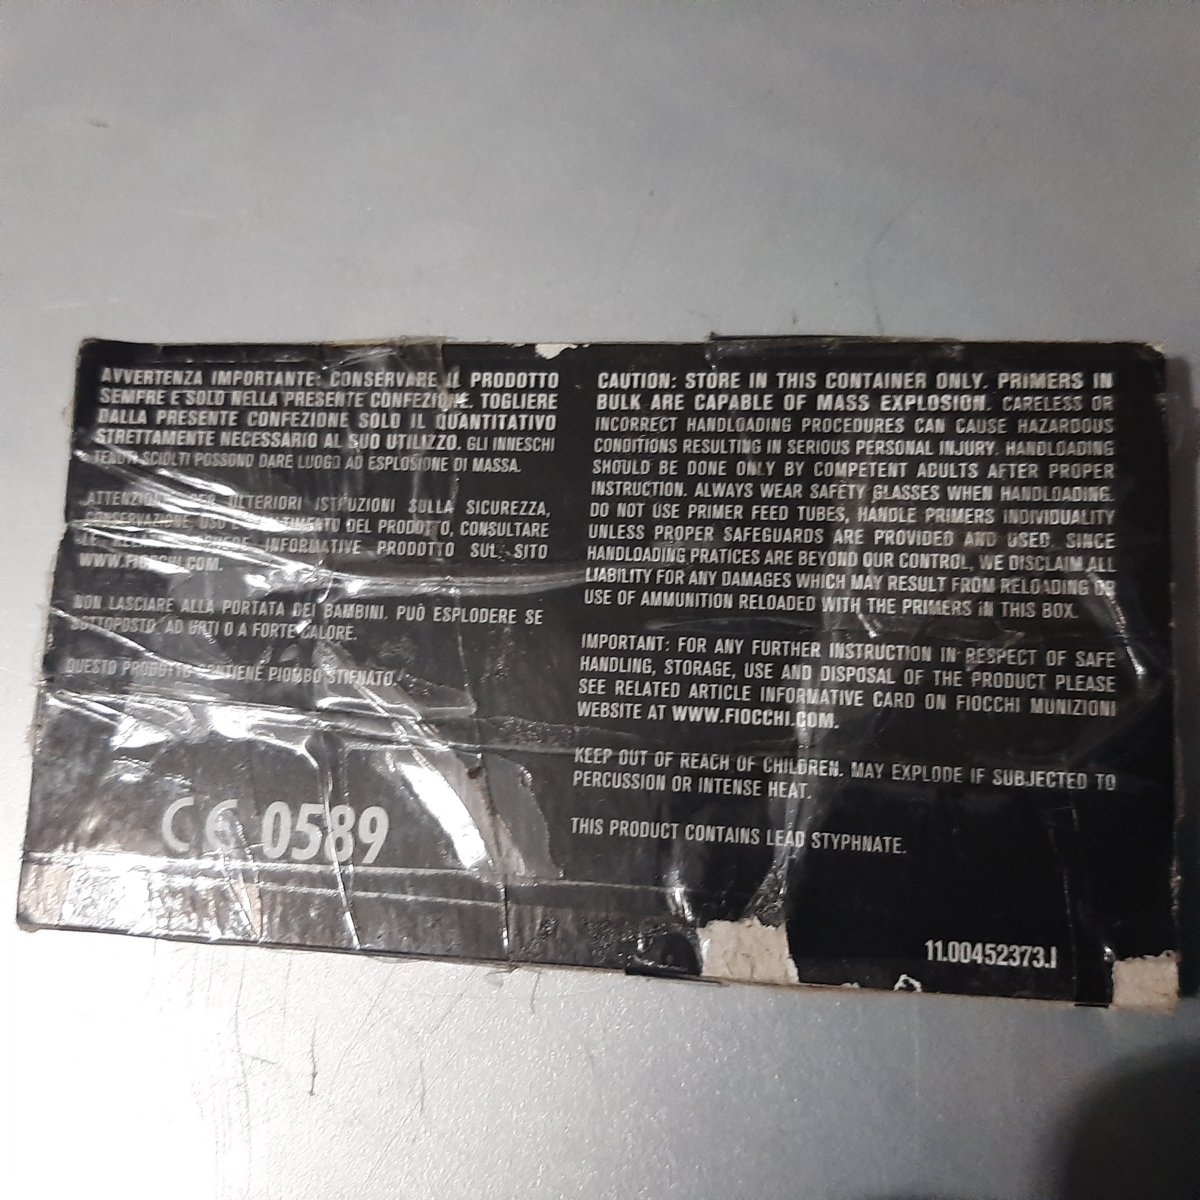 AVVERTENZA IMPORTANTE: CONSERVARE IL PRODOTTO
SEMPRE E SOLO NELLA PRESENTE CONFEZIONE. TOGLIERE
DALLA PRESENTE CONFEZIONE SOLO IL QUANTITATIVO
STRETTAMENTE NECESSARIO AL SUO UTILIZZO. GLI INNESCHI
TENUTI SCIOLTI POSSONO DARE LUOGO AD ESPLOSIONE DI MASSA.
ATTENZIONE: PER ULTERIORI ISTRUZIONI SULLA SICUREZZA,
CONSERVAZIONE, USO DEL PRODOTTO, CONSULTARE
INFORMATIVE PRODOTTO SUL SITO
WWW.FIOCCHI.COM.
NON LASCIARE ALLA PORTATA DEI BAMBINI. PUÒ ESPLODERE SE
SOTTOPOSTO AD URTI O A FORTE CALORE.
QUESTO PRODOTTO CONTIENE PIOMBO STIFNATO.
CE 0589
CAUTION: STORE IN THIS CONTAINER ONLY. PRIMERS IN
BULK ARE CAPABLE OF MASS EXPLOSION. CARELESS OR
INCORRECT HANDLOADING PROCEDURES CAN CAUSE HAZARDOUS
CONDITIONS RESULTING IN SERIOUS PERSONAL INJURY. HANDLOADING
SHOULD BE DONE ONLY BY COMPETENT ADULTS AFTER PROPER
INSTRUCTION. ALWAYS WEAR SAFETY GLASSES WHEN HANDLOADING.
DO NOT USE PRIMER FEED TUBES, HANDLE PRIMERS INDIVIDUALITY
UNLESS PROPER SAFEGUARDS ARE PROVIDED AND USED. SINCE
HANDLOADING PRATICES ARE BEYOND OUR CONTROL, WE DISCLAIM ALL
LIABILITY FOR ANY DAMAGES WHICH MAY RESULT FROM RELOADING OR
USE OF AMMUNITION RELOADED WITH THE PRIMERS IN THIS BOX.
IMPORTANT: FOR ANY FURTHER INSTRUCTION IN RESPECT OF SAFE
HANDLING, STORAGE, USE AND DISPOSAL OF THE PRODUCT PLEASE
SEE RELATED ARTICLE INFORMATIVE CARD ON FIOCCHI MUNIZIONI
WEBSITE AT WWW.FIOCCHI.COM.
KEEP OUT OF REACH OF CHILDREN. MAY EXPLODE IF SUBJECTED TO
PERCUSSION OR INTENSE HEAT.
THIS PRODUCT CONTAINS LEAD STYPHNATE.
11.00452373.I